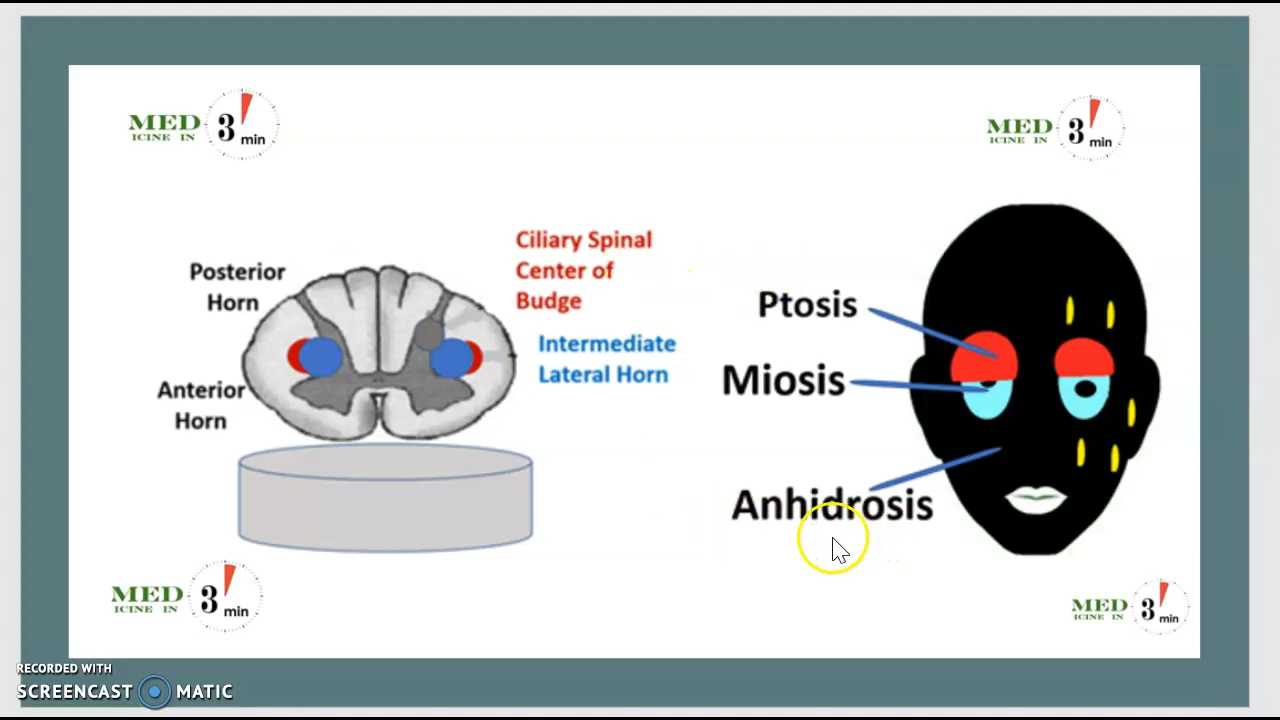 MED
ICINE IN
3 min
MED
ICINE IN
3 min
Ciliary Spinal
Center of
Budge
Posterior
Horn
Intermediate
Lateral Horn
Anterior
Horn
Ptosis
Miosis
Anhidrosis
MED
ICINE IN
3 min
MED
ICINE IN
3 min
RECORDED WITH
SCREENCAST MATIC